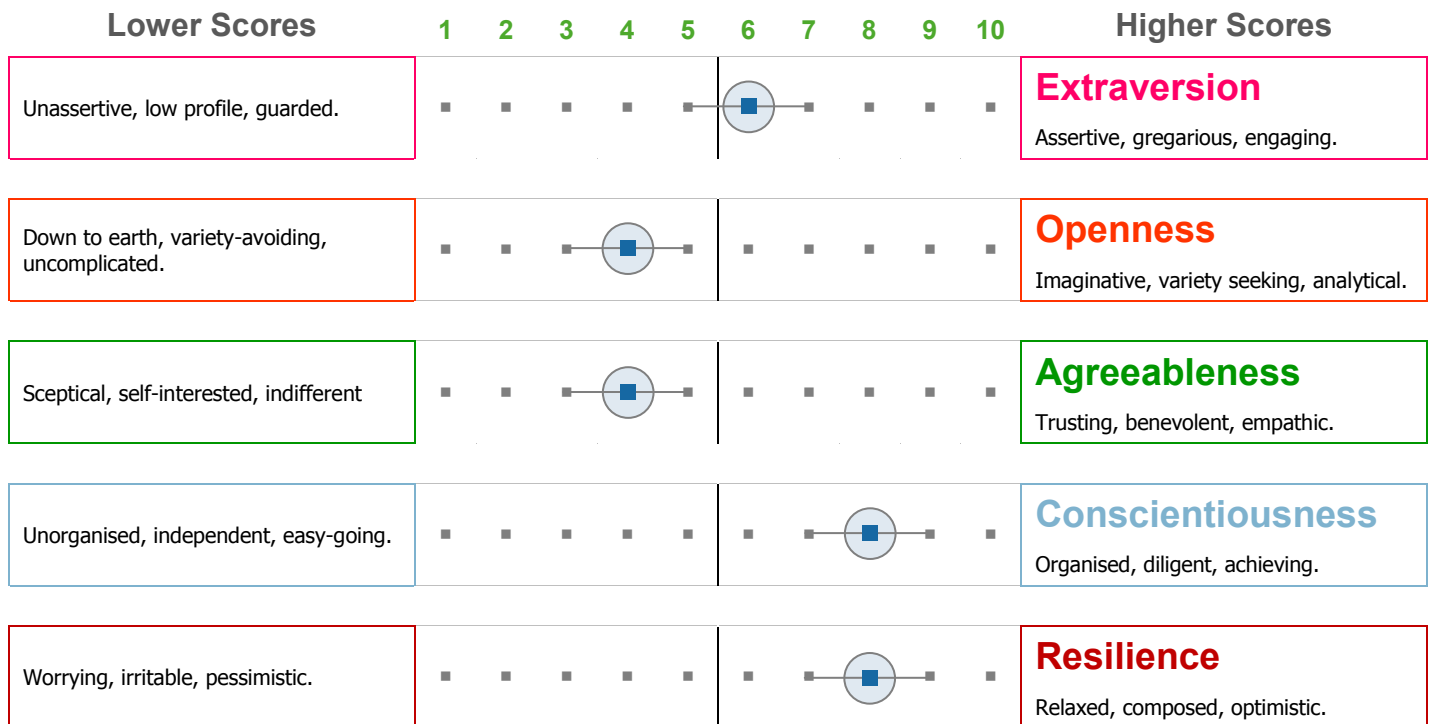 Lower Scores 1 2 3 4 5 6 7 8 9 10 Higher Scores
Unassertive, low profile, guarded.
Extraversion
Assertive, gregarious, engaging.
Down to earth, variety-avoiding,
uncomplicated.
Openness
Imaginative, variety seeking, analytical.
Sceptical, self-interested, indifferent
Agreeableness
Trusting, benevolent, empathic.
Unorganised, independent, easy-going.
Conscientiousness
Organised, diligent, achieving.
Worrying, irritable, pessimistic.
Resilience
Relaxed, composed, optimistic.